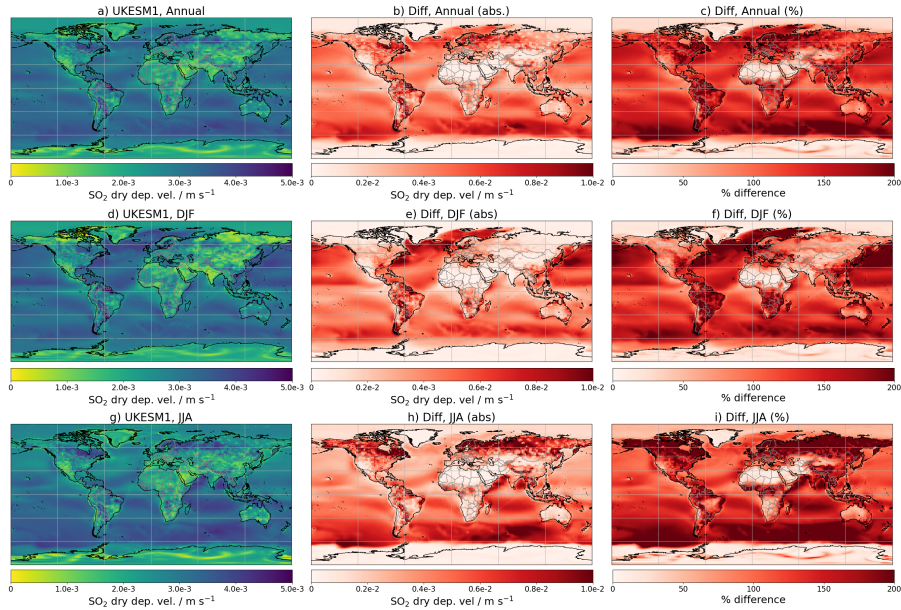 a) UKESM1, Annual
b) Diff, Annual (abs.)
c) Diff, Annual (%)
0 1.0e-3 2.0e-3 3.0e-3 4.0e-3 5.0e-3
0 0.2e-2 0.4e-2 0.6e-2 0.8e-2 1.0e-2
0 50 100 150 200
SO₂ dry dep. vel. / m s⁻¹
SO₂ dry dep. vel. / m s⁻¹
% difference
d) UKESM1, DJF
e) Diff, DJF (abs)
f) Diff, DJF (%)
0 1.0e-3 2.0e-3 3.0e-3 4.0e-3 5.0e-3
0 0.2e-2 0.4e-2 0.6e-2 0.8e-2 1.0e-2
0 50 100 150 200
SO₂ dry dep. vel. / m s⁻¹
SO₂ dry dep. vel. / m s⁻¹
% difference
g) UKESM1, JJA
h) Diff, JJA (abs)
i) Diff, JJA (%)
0 1.0e-3 2.0e-3 3.0e-3 4.0e-3 5.0e-3
0 0.2e-2 0.4e-2 0.6e-2 0.8e-2 1.0e-2
0 50 100 150 200
SO₂ dry dep. vel. / m s⁻¹
SO₂ dry dep. vel. / m s⁻¹
% difference